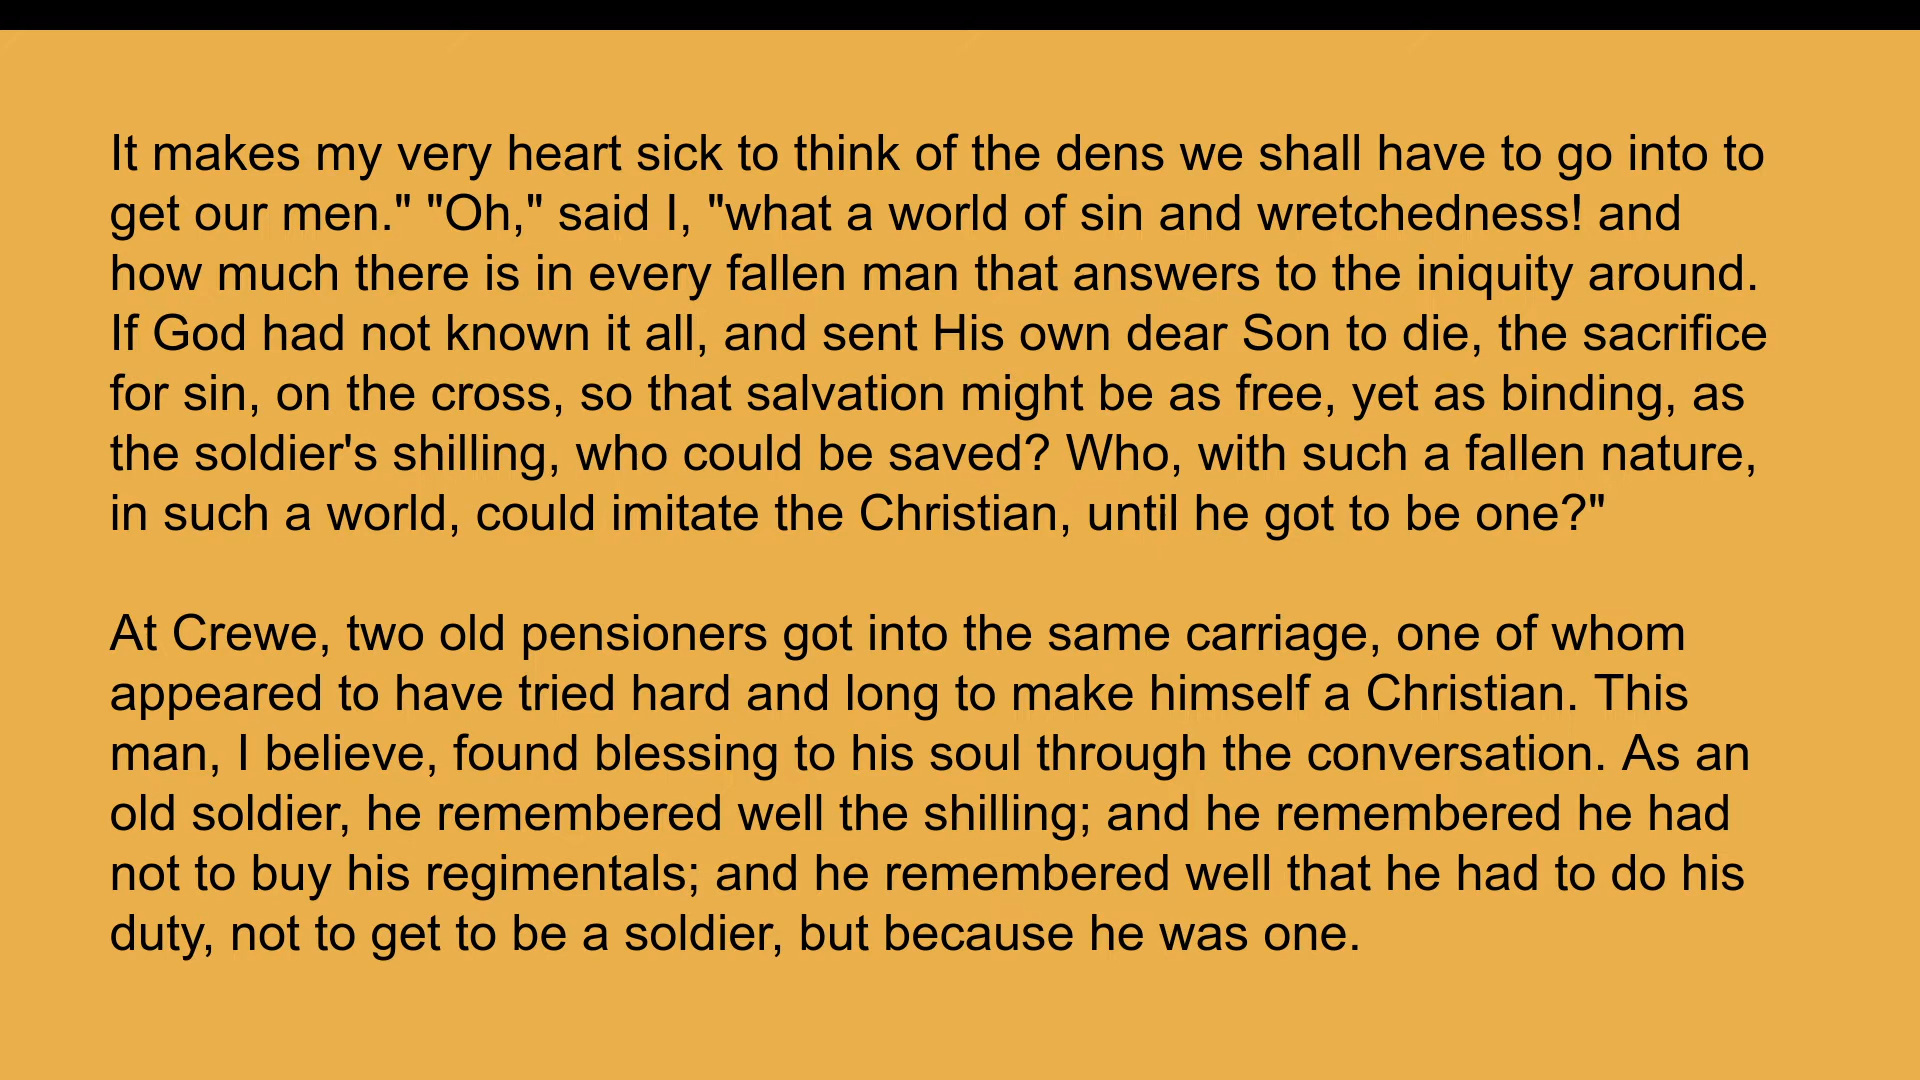 It makes my very heart sick to think of the dens we shall have to go into to
get our men." "Oh," said I, "what a world of sin and wretchedness! and
how much there is in every fallen man that answers to the iniquity around.
If God had not known it all, and sent His own dear Son to die, the sacrifice
for sin, on the cross, so that salvation might be as free, yet as binding, as
the soldier's shilling, who could be saved? Who, with such a fallen nature,
in such a world, could imitate the Christian, until he got to be one?"
At Crewe, two old pensioners got into the same carriage, one of whom
appeared to have tried hard and long to make himself a Christian. This
man, I believe, found blessing to his soul through the conversation. As an
old soldier, he remembered well the shilling; and he remembered he had
not to buy his regimentals; and he remembered well that he had to do his
duty, not to get to be a soldier, but because he was one.